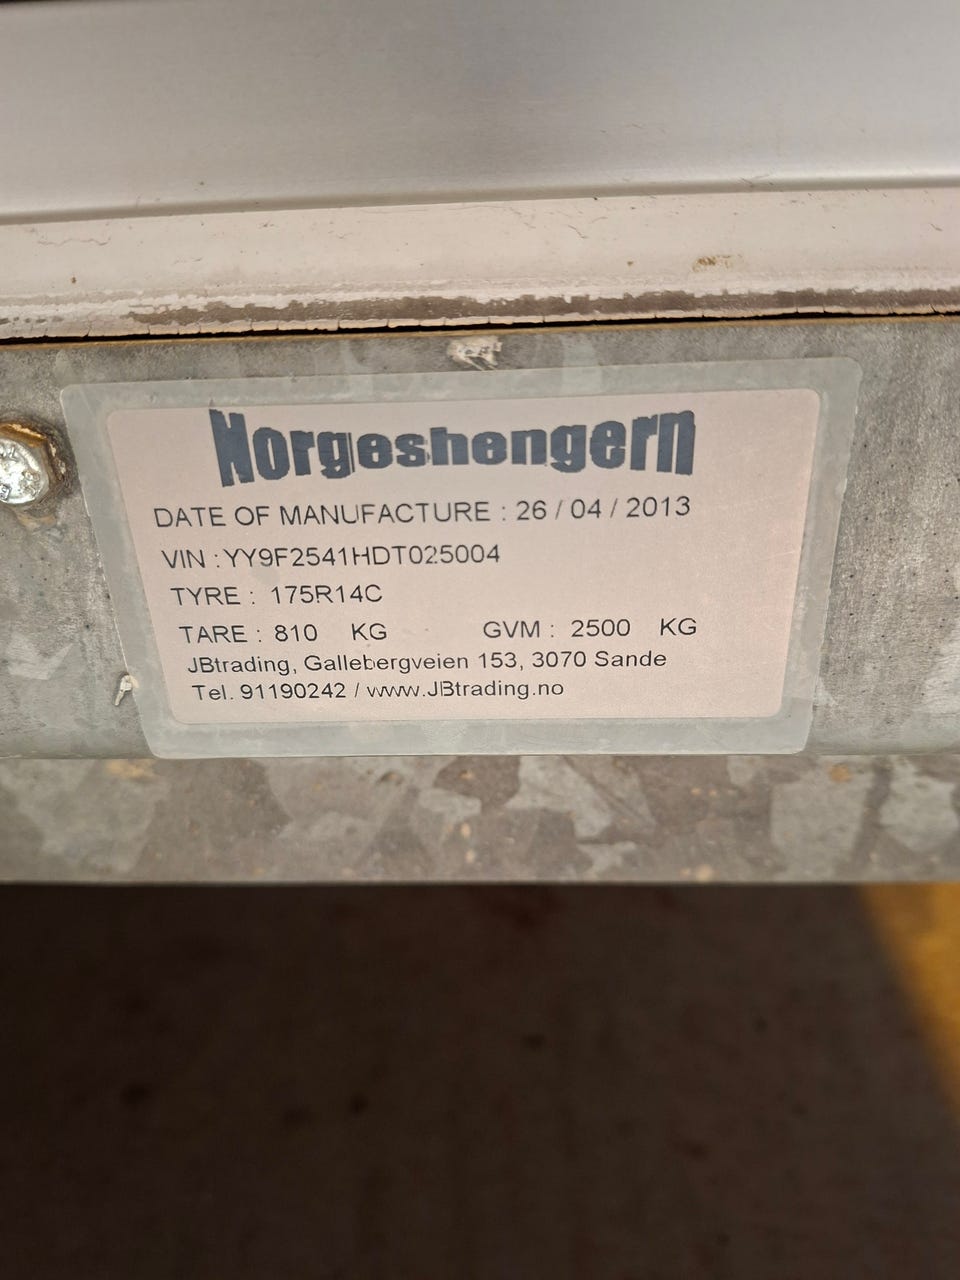 Norgeshengern
DATE OF MANUFACTURE : 26 / 04 / 2013
VIN : YY9F2541HDT025004
TYRE : 175R14C
TARE : 810 KG GVM : 2500 KG
JBtrading, Gallebergveien 153, 3070 Sande
Tel. 91190242 / www.JBtrading.no